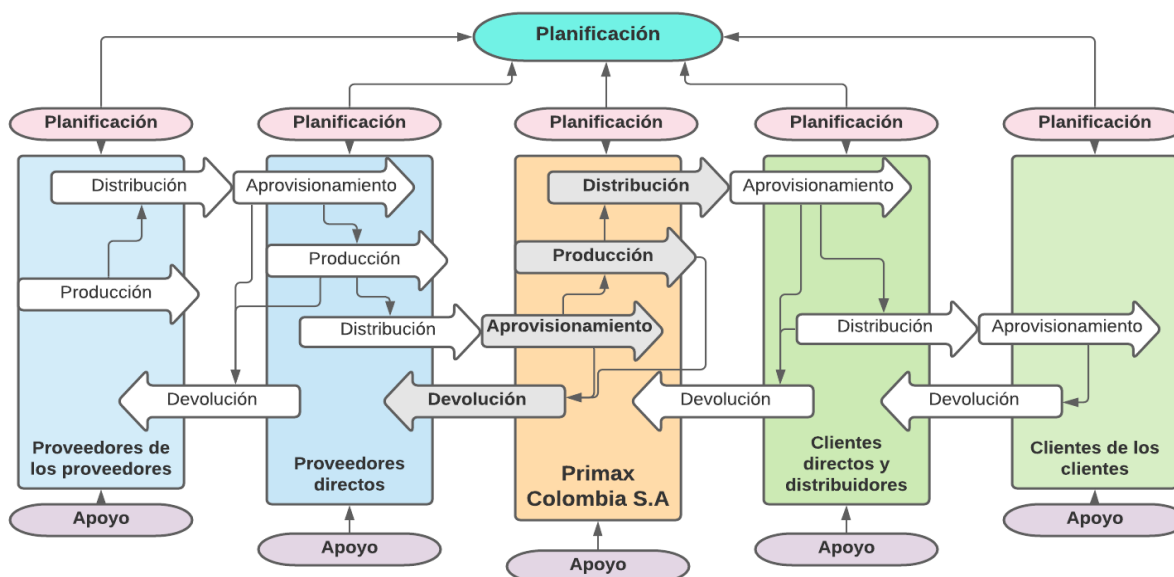 Planificación
Planificación
Planificación
Planificación
Planificación
Planificación
Distribución
Aprovisionamiento
Distribución
Aprovisionamiento
Producción
Producción
Producción
Distribución
Aprovisionamiento
Distribución
Aprovisionamiento
Devolución
Devolución
Devolución
Devolución
Proveedores de
los proveedores
Proveedores
directos
Primax
Colombia S.A
Clientes
directos y
distribuidores
Clientes de los
clientes
Apoyo
Apoyo
Apoyo
Apoyo
Apoyo